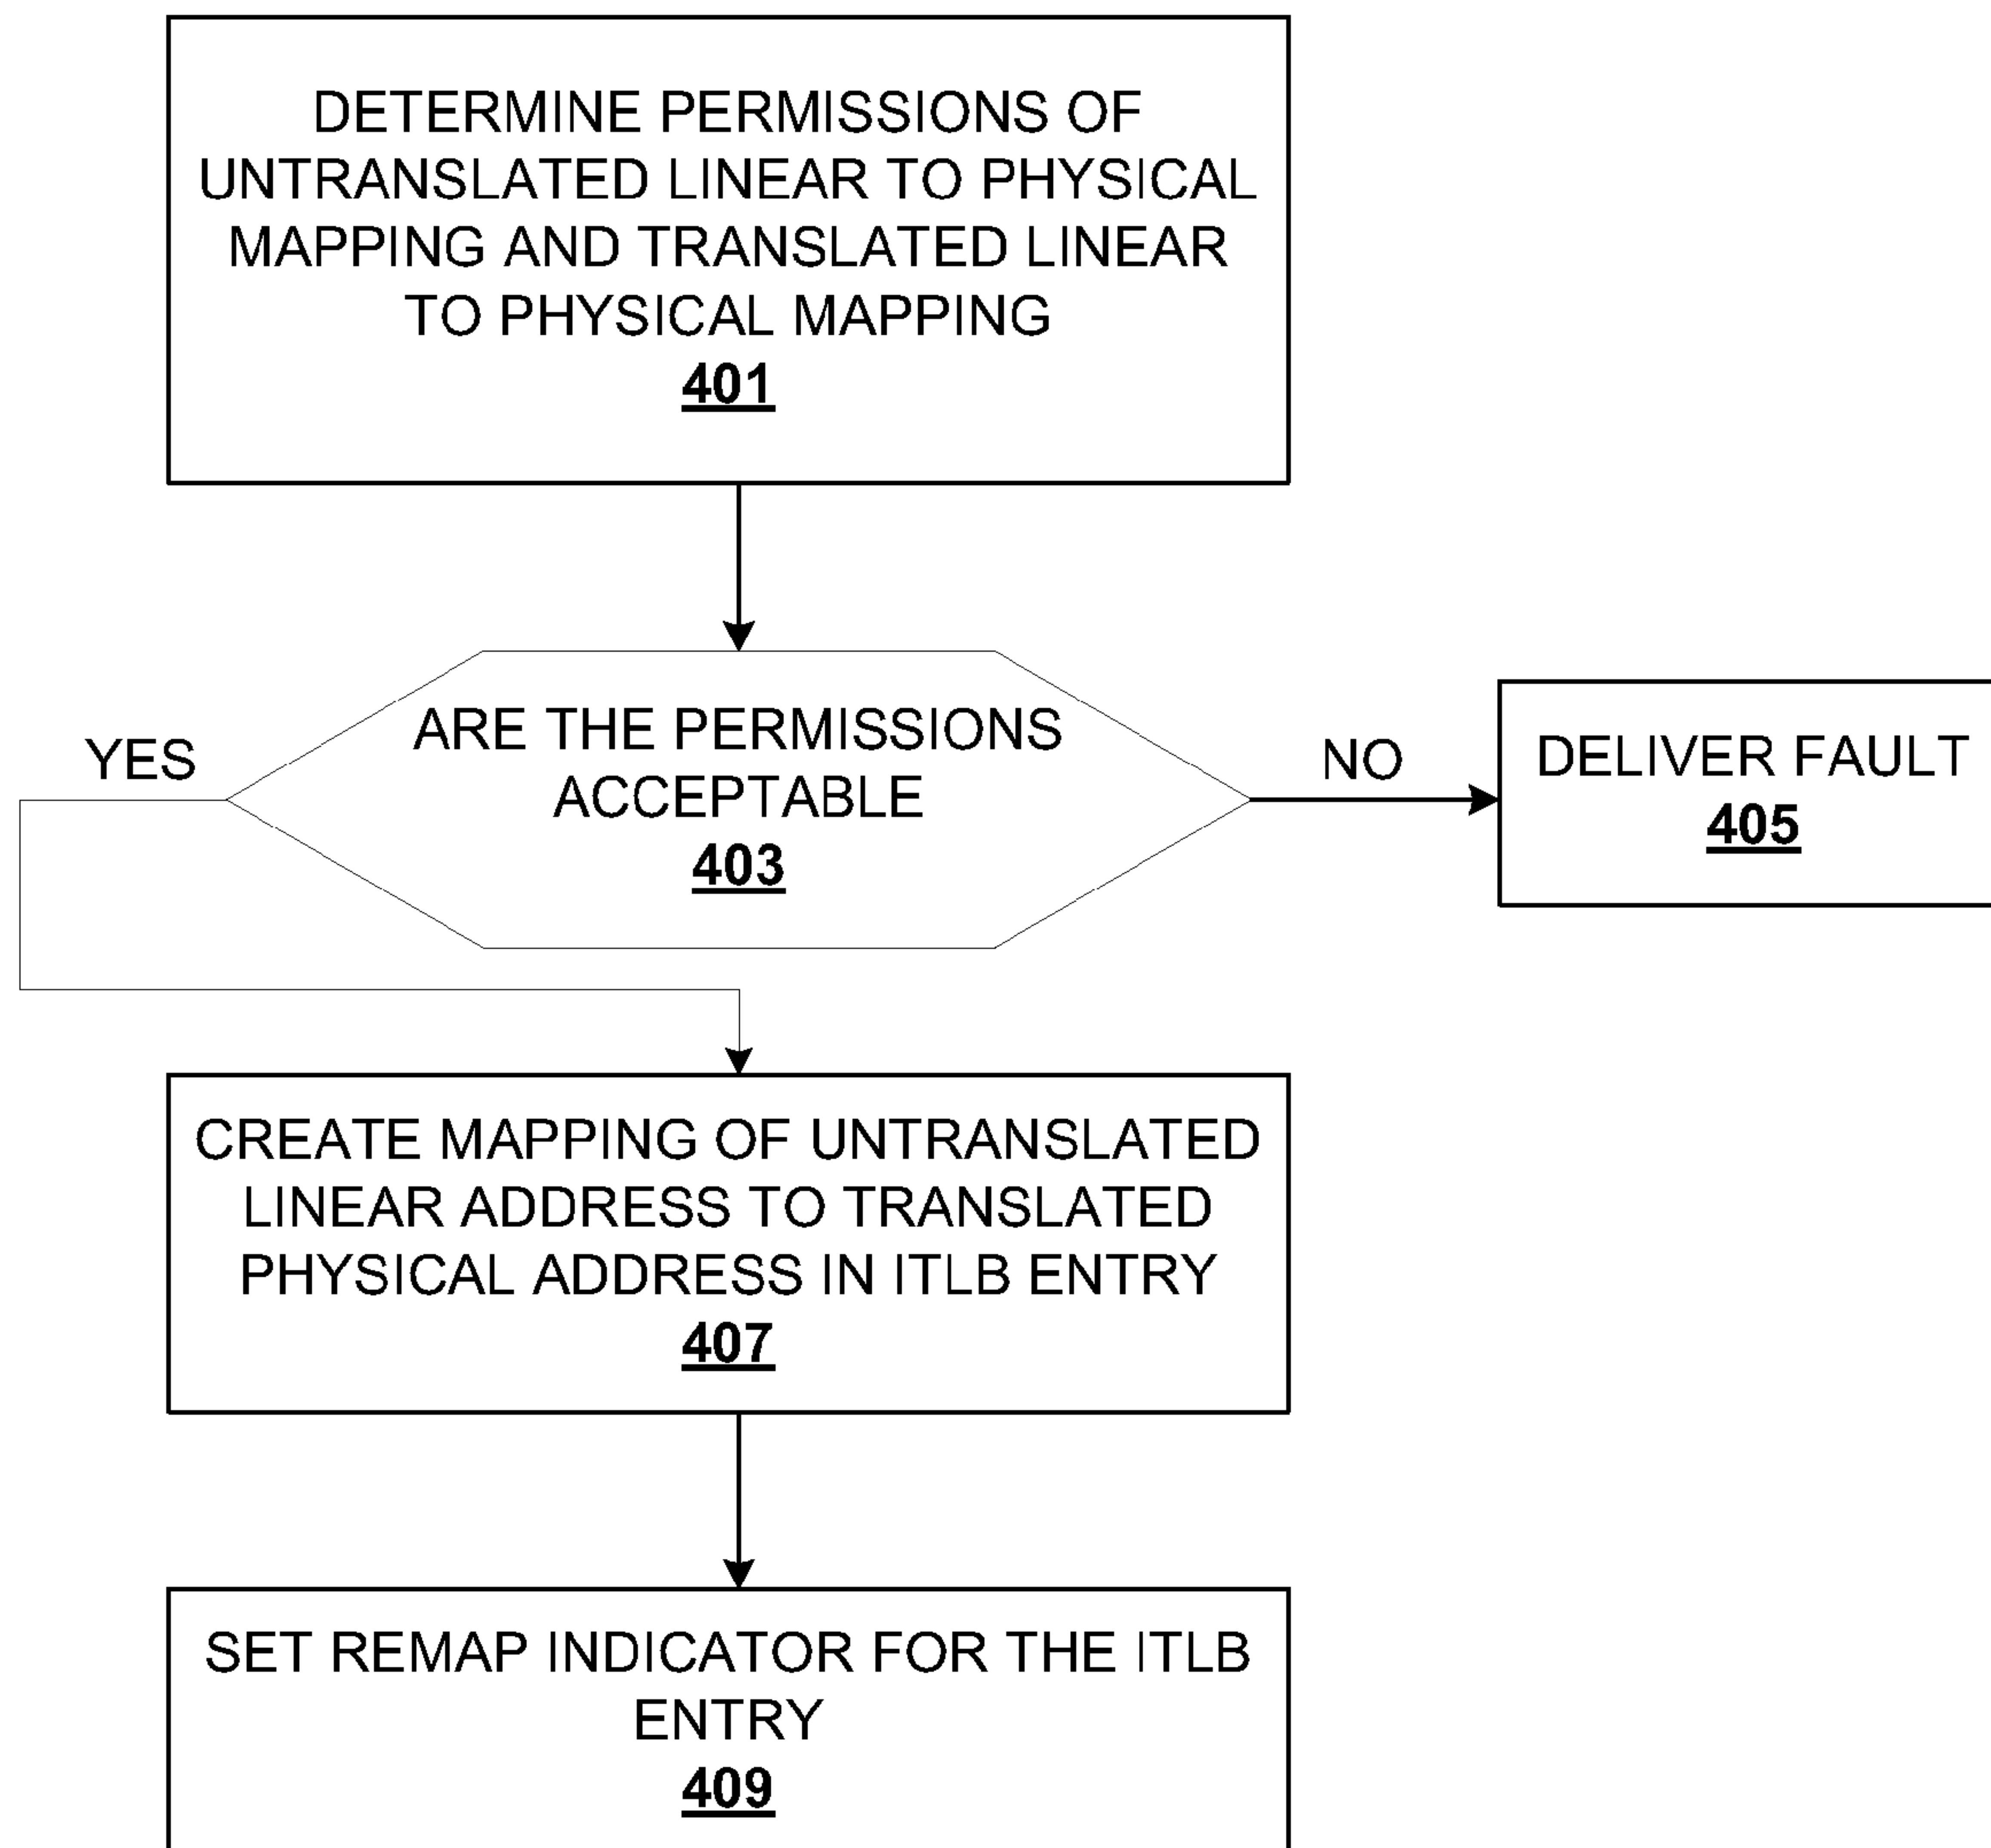 DETERMINE PERMISSIONS OF
UNTRANSLATED LINEAR TO PHYSICAL
MAPPING AND TRANSLATED LINEAR
TO PHYSICAL MAPPING
401
ARE THE PERMISSIONS
ACCEPTABLE
403
YES
NO
DELIVER FAULT
405
CREATE MAPPING OF UNTRANSLATED
LINEAR ADDRESS TO TRANSLATED
PHYSICAL ADDRESS IN ITLB ENTRY
407
SET REMAP INDICATOR FOR THE ITLB
ENTRY
409